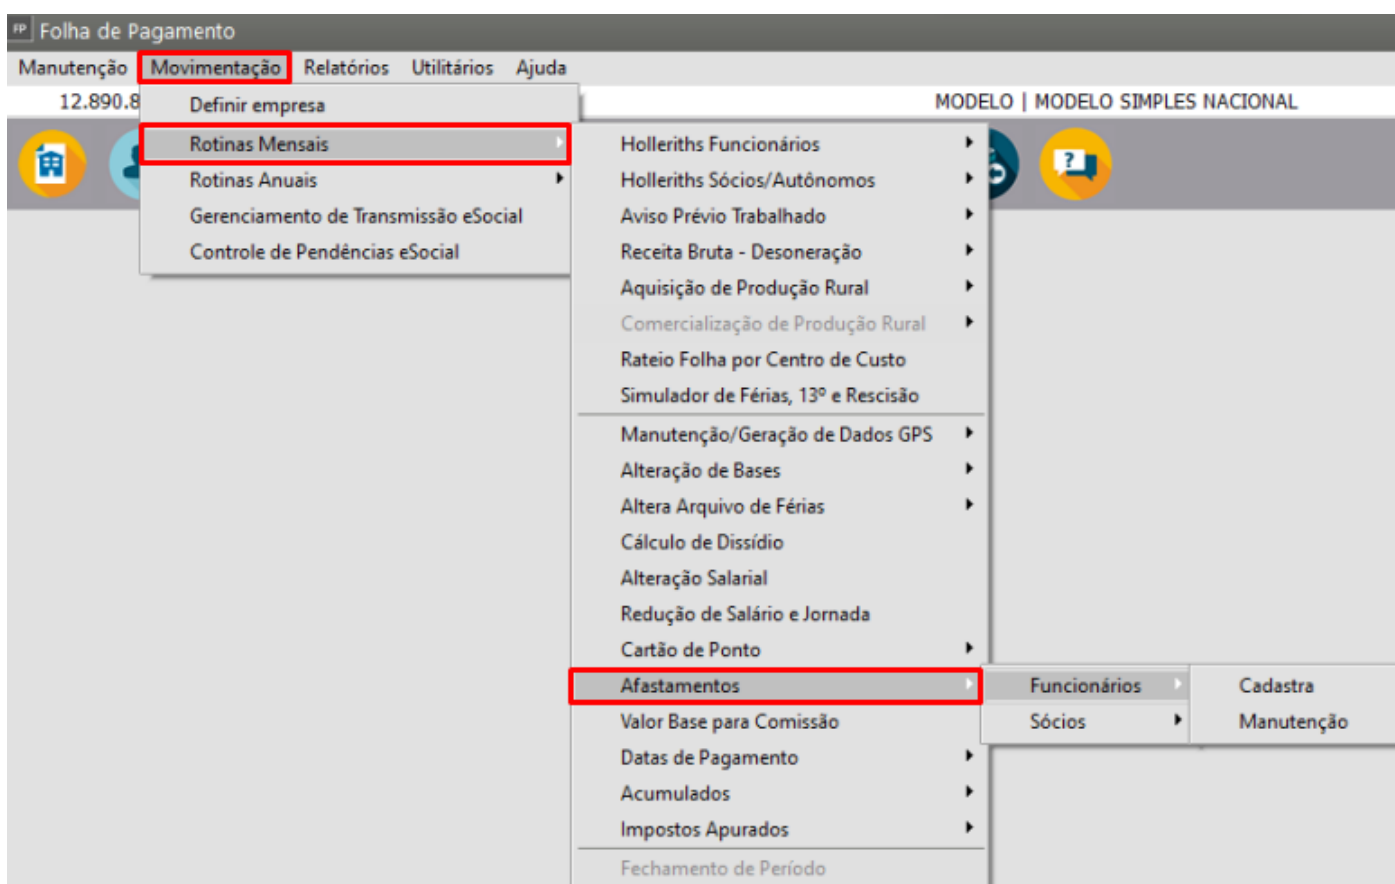 FP Folha de Pagamento
Manutenção Movimentação Relatórios Utilitários Ajuda
12.890.8 MODELO | MODELO SIMPLES NACIONAL
Definir empresa
Rotinas Mensais
Rotinas Anuais
Gerenciamento de Transmissão eSocial
Controle de Pendências eSocial
Holleriths Funcionários
Holleriths Sócios/Autônomos
Aviso Prévio Trabalhado
Receita Bruta - Desoneração
Aquisição de Produção Rural
Comercialização de Produção Rural
Rateio Folha por Centro de Custo
Simulador de Férias, 13º e Rescisão
Manutenção/Geração de Dados GPS
Alteração de Bases
Altera Arquivo de Férias
Cálculo de Dissídio
Alteração Salarial
Redução de Salário e Jornada
Cartão de Ponto
Afastamentos
Valor Base para Comissão
Datas de Pagamento
Acumulados
Impostos Apurados
Fechamento de Período
Funcionários
Sócios
Cadastra
Manutenção
?